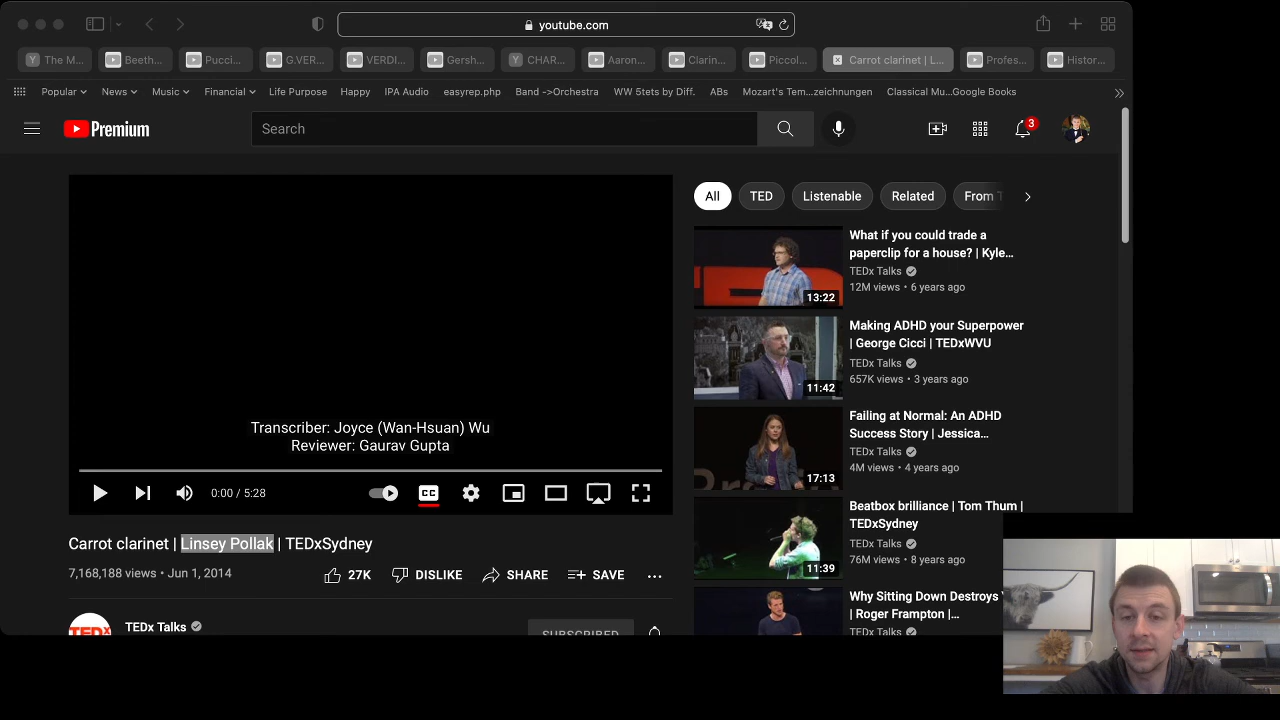 youtube.com
The M...
Beeth...
Pucci...
G.VER...
VERDI...
Gersh...
CHAR...
Aaron...
Clarin...
Piccol...
Carrot clarinet | L...
Profes...
Histor...
Popular
News
Music
Financial
Life Purpose
Happy
IPA Audio
easyrep.php
Band ->Orchestra
WW 5tets by Diff.
ABs
Mozart's Tem...zeichnungen
Classical Mu...Google Books
Premium
Search
3
All
TED
Listenable
Related
From T
What if you could trade a
paperclip for a house? | Kyle...
TEDx Talks
12M views • 6 years ago
13:22
Making ADHD your Superpower
| George Cicci | TEDxWVU
TEDx Talks
657K views • 3 years ago
11:42
Failing at Normal: An ADHD
Success Story | Jessica...
TEDx Talks
4M views • 4 years ago
17:13
Beatbox brilliance | Tom Thum |
TEDxSydney
TEDx Talks
76M views • 8 years ago
11:39
Why Sitting Down Destroys Y
| Roger Frampton |...
TEDx Talks
Transcriber: Joyce (Wan-Hsuan) Wu
Reviewer: Gaurav Gupta
0:00 / 5:28
CC
Carrot clarinet | Linsey Pollak | TEDxSydney
7,168,188 views • Jun 1, 2014
27K
DISLIKE
SHARE
SAVE
TEDx
TEDx Talks
SUBSCRIBED